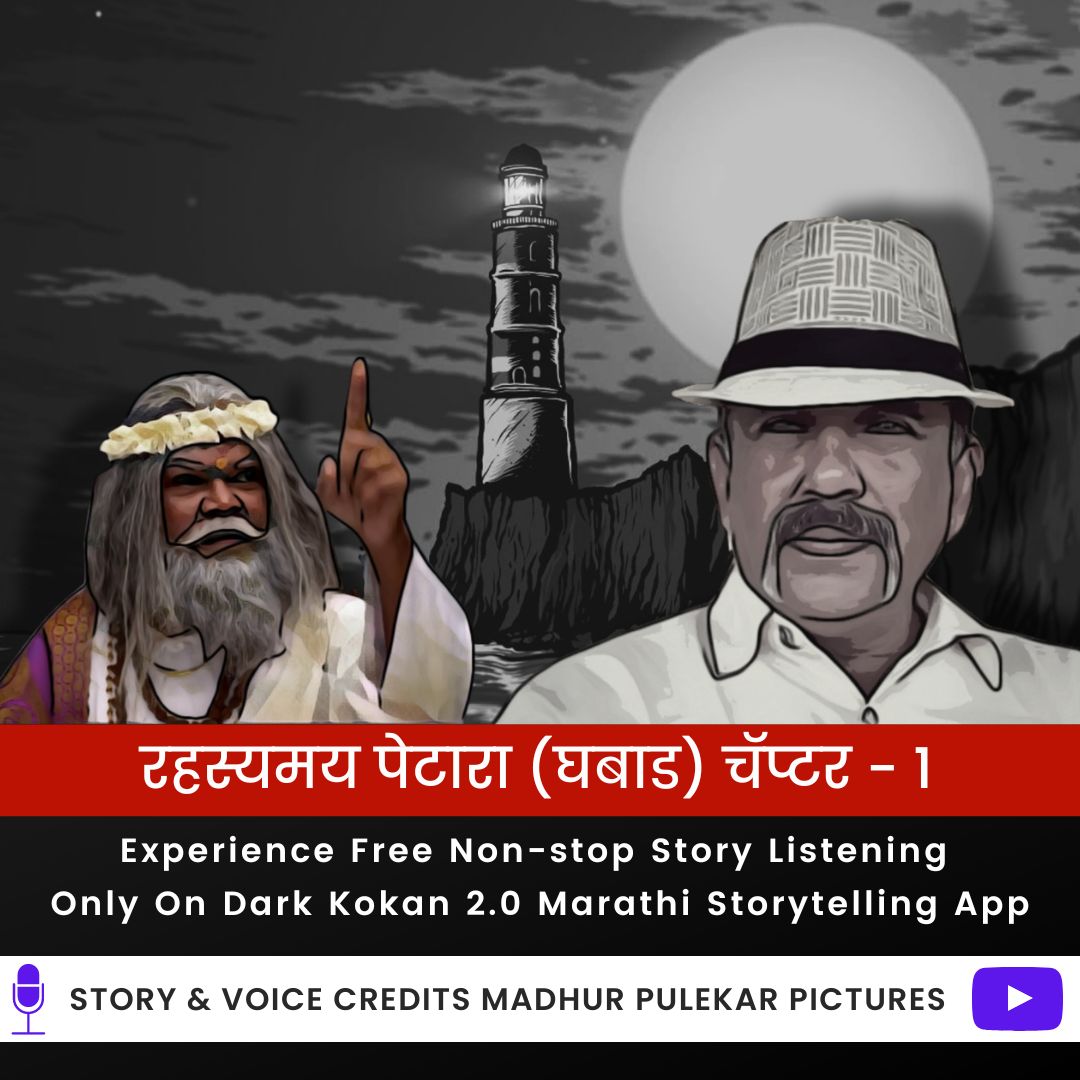 रहस्यमय पेटारा (घबाड) चॅप्टर - 1
Experience Free Non-stop Story Listening
Only On Dark Kokan 2.0 Marathi Storytelling App
STORY & VOICE CREDITS MADHUR PULEKAR PICTURES